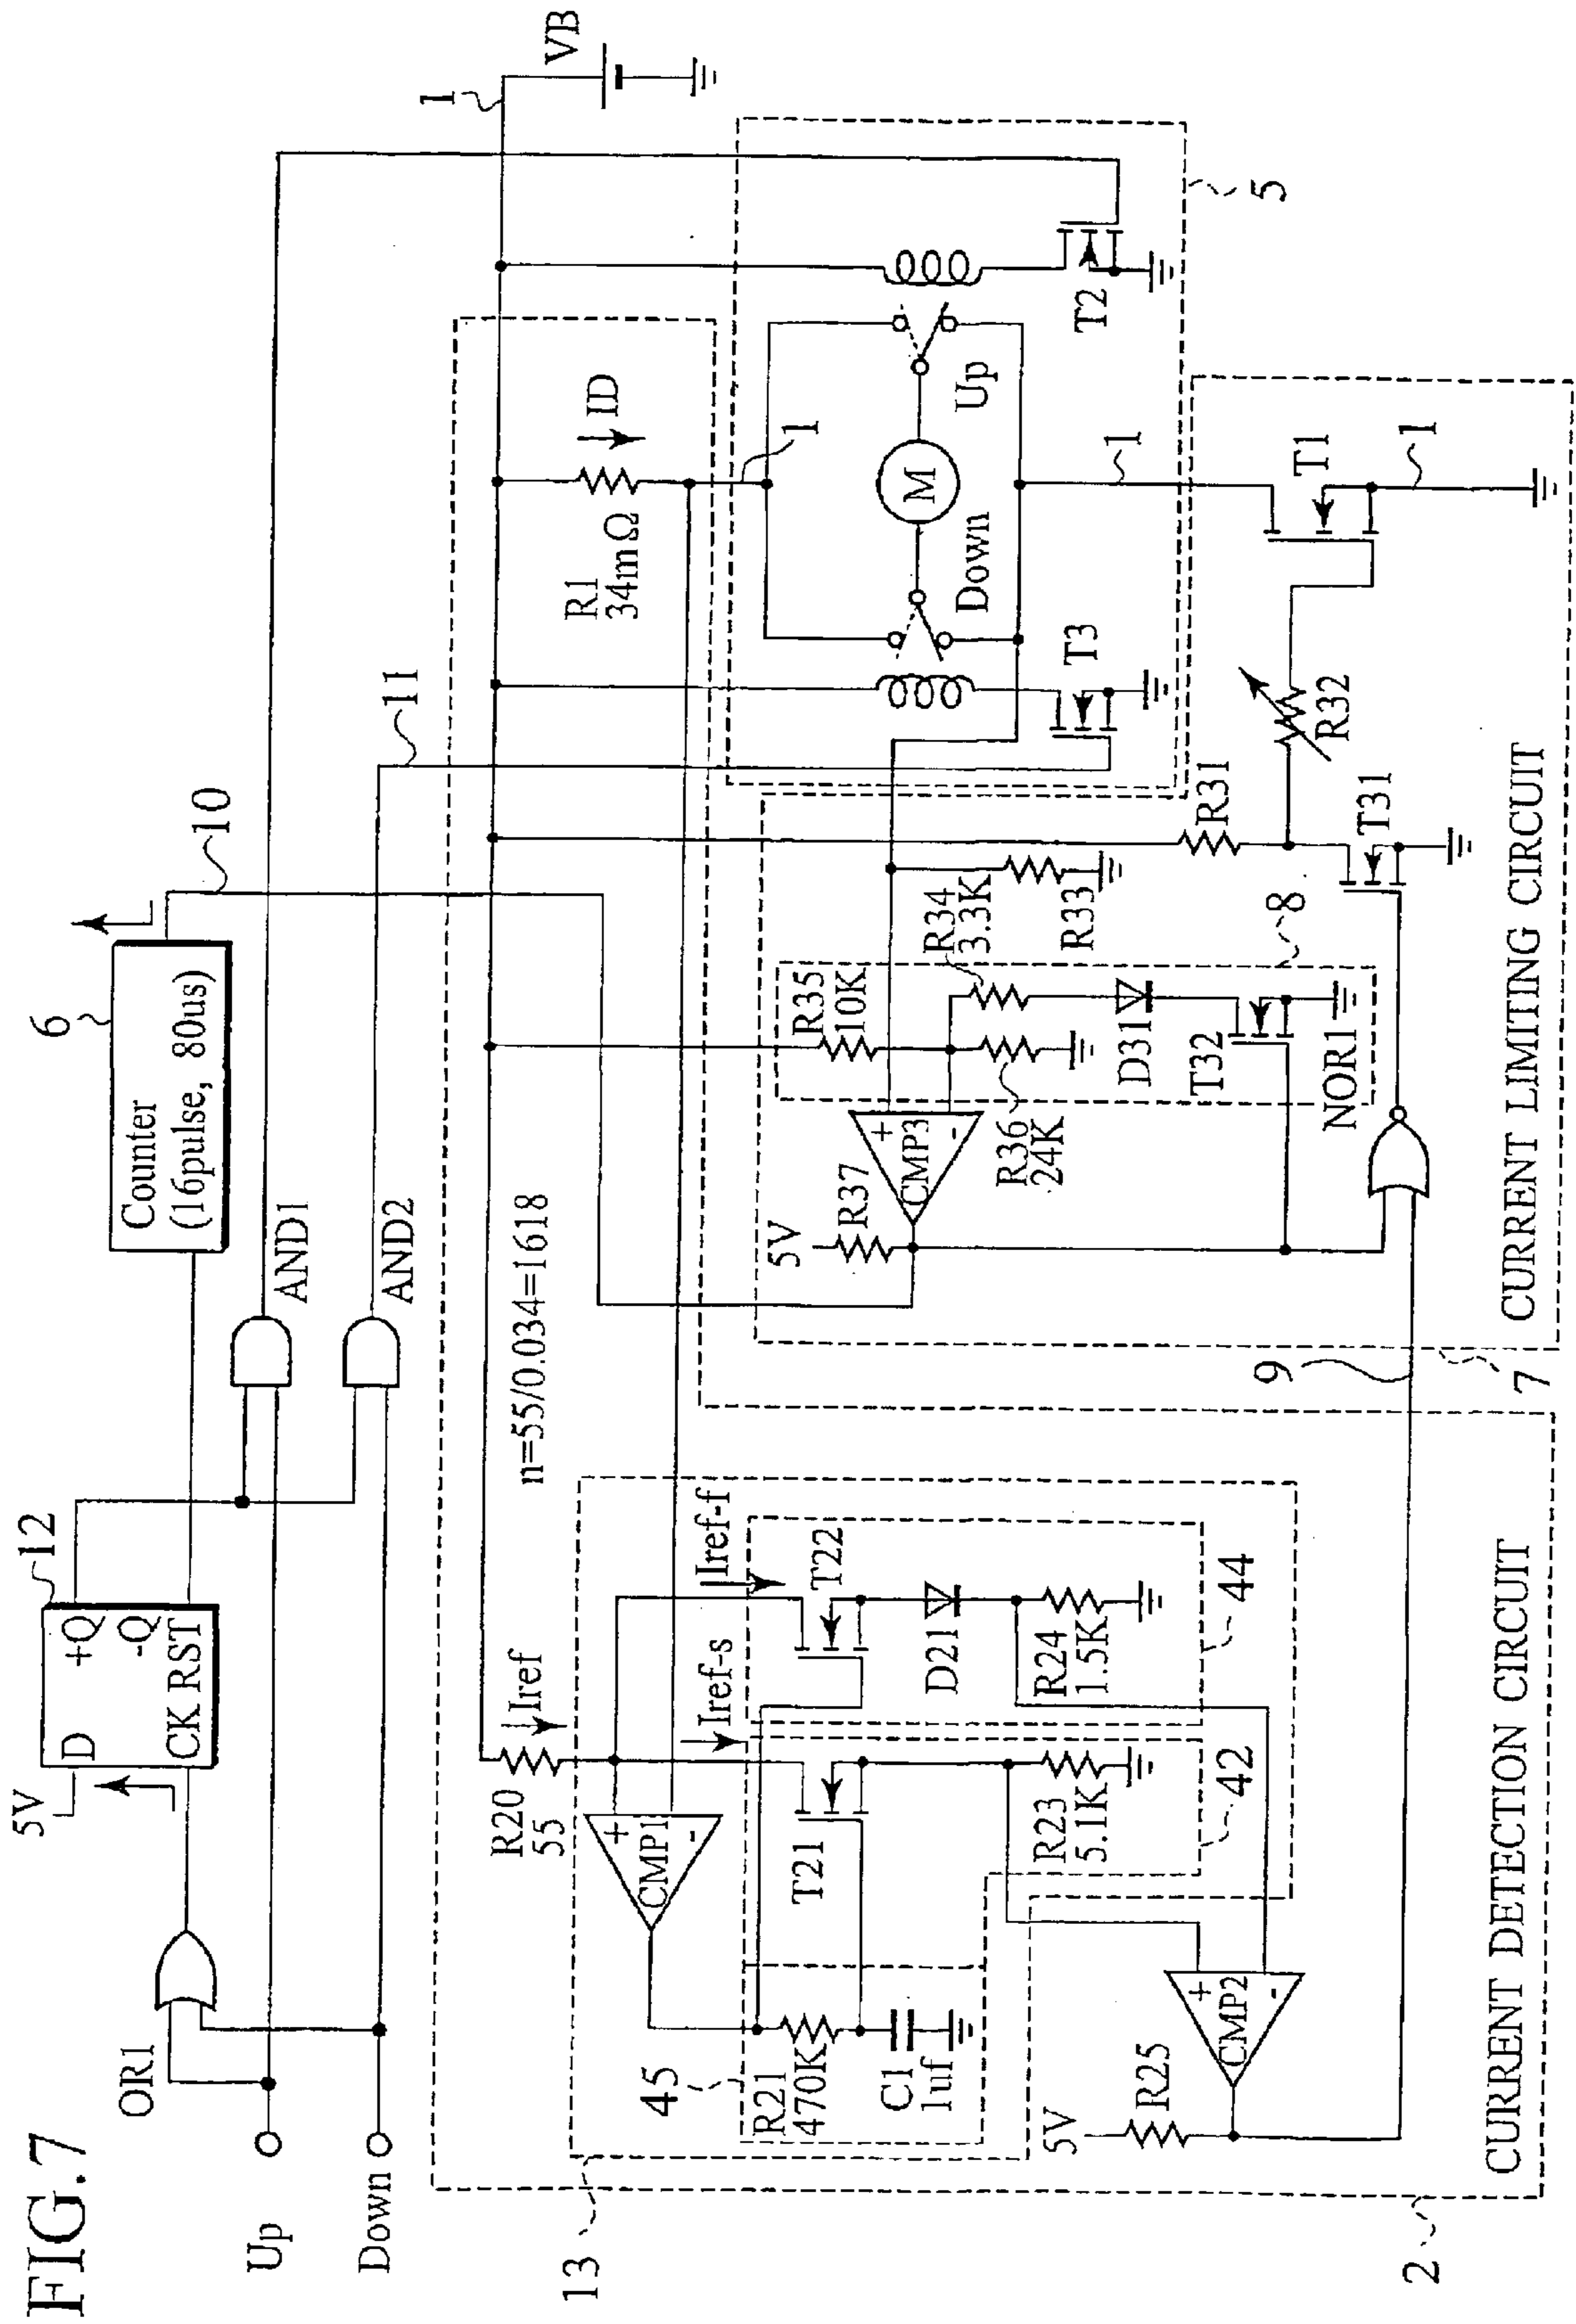 FIG.7
Up
Down
OR1
5V
12
D
+Q
-Q
CK RST
AND1
AND2
6
Counter
(16pulse, 80us)
10
11
1
VB
n=55/0.034=1618
R1
34mΩ
ID
1
M
Down
Up
T3
T2
5
1
T1
1
13
R20
55
Iref
Iref-s
Iref-f
CMP1
+
-
45
R21
470K
C1
1uf
T21
T22
D21
R23
5.1K
R24
1.5K
42
44
5V
R25
CMP2
+
-
2
CURRENT DETECTION CIRCUIT
9
7
5V
R37
CMP3
+
-
R35
10K
R36
24K
R34
3.3K
R33
D31
T32
NOR1
8
R31
R32
T31
CURRENT LIMITING CIRCUIT